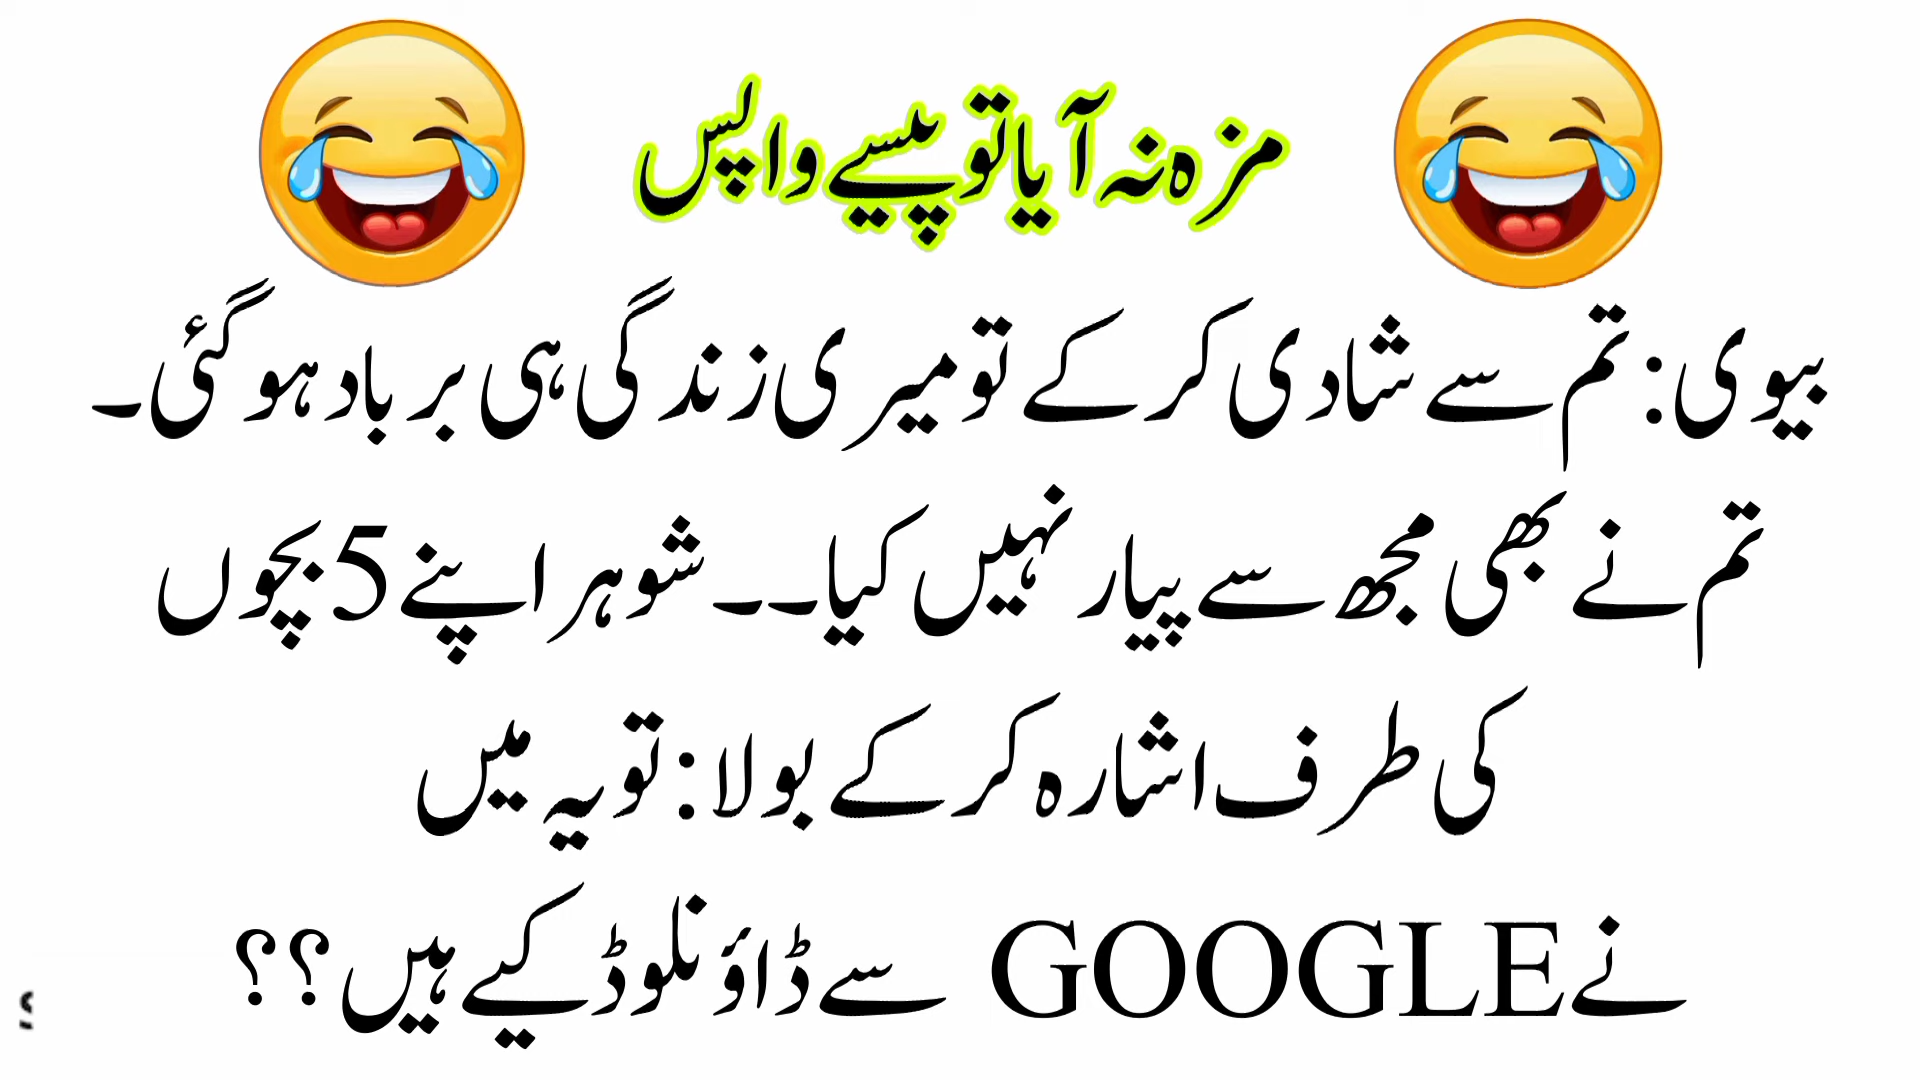 مزہ نہ آیا تو پیسے واپس
بیوی: تم سے شادی کر کے تو میری زندگی ہی برباد ہو گئی۔
تم نے بھی مجھ سے پیار نہیں کیا۔۔ شوہر اپنے 5 بچوں
کی طرف اشارہ کر کے بولا: تو یہ میں
نے GOOGLE سے ڈاؤنلوڈ کیے ہیں؟؟